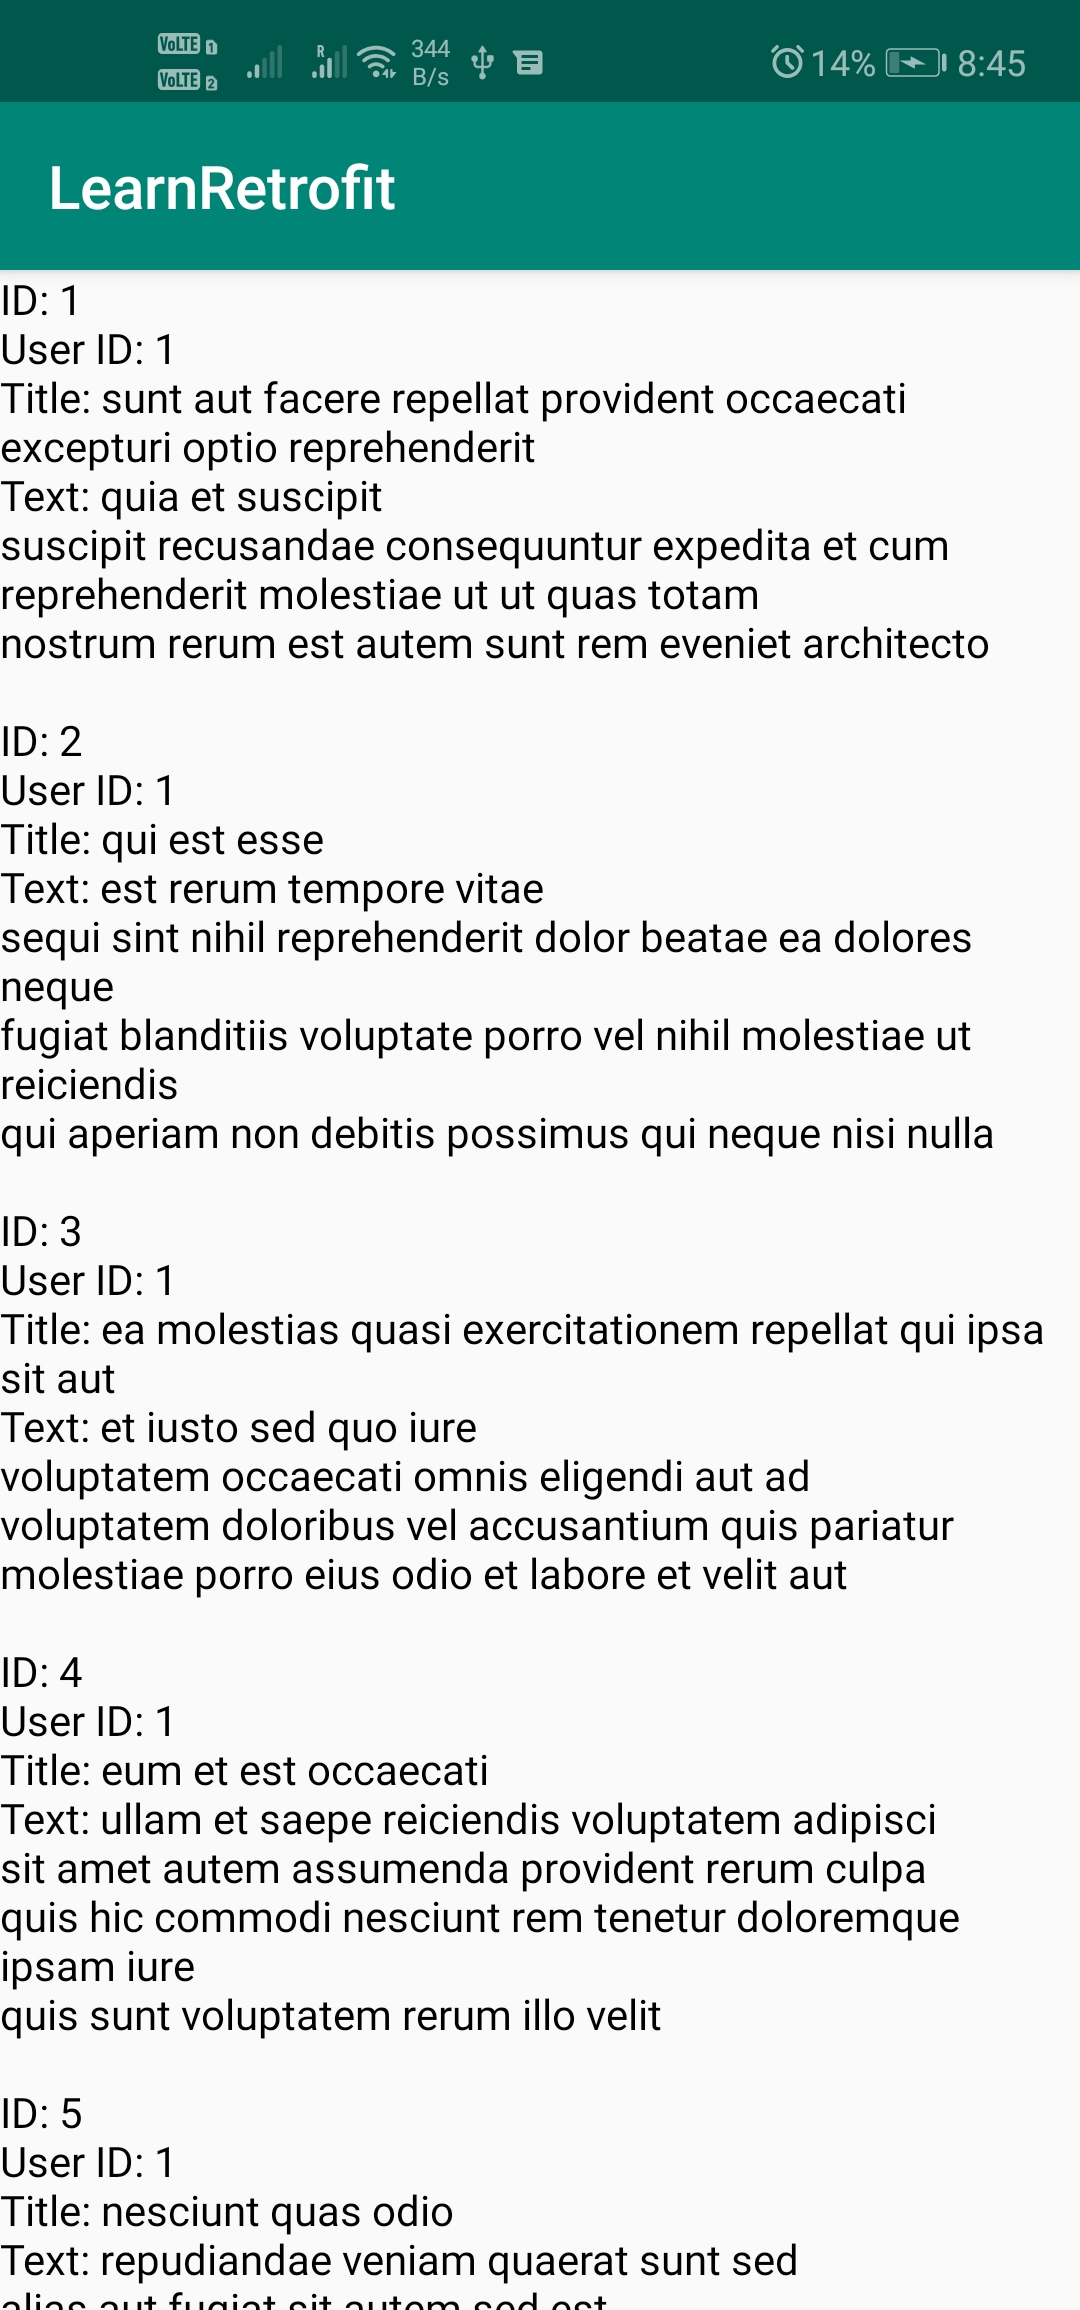 VoLTE 1
VoLTE 2
R
344
B/s
14%
8:45
LearnRetrofit
ID: 1
User ID: 1
Title: sunt aut facere repellat provident occaecati
excepturi optio reprehenderit
Text: quia et suscipit
suscipit recusandae consequuntur expedita et cum
reprehenderit molestiae ut ut quas totam
nostrum rerum est autem sunt rem eveniet architecto
ID: 2
User ID: 1
Title: qui est esse
Text: est rerum tempore vitae
sequi sint nihil reprehenderit dolor beatae ea dolores
neque
fugiat blanditiis voluptate porro vel nihil molestiae ut
reiciendis
qui aperiam non debitis possimus qui neque nisi nulla
ID: 3
User ID: 1
Title: ea molestias quasi exercitationem repellat qui ipsa
sit aut
Text: et iusto sed quo iure
voluptatem occaecati omnis eligendi aut ad
voluptatem doloribus vel accusantium quis pariatur
molestiae porro eius odio et labore et velit aut
ID: 4
User ID: 1
Title: eum et est occaecati
Text: ullam et saepe reiciendis voluptatem adipisci
sit amet autem assumenda provident rerum culpa
quis hic commodi nesciunt rem tenetur doloremque
ipsam iure
quis sunt voluptatem rerum illo velit
ID: 5
User ID: 1
Title: nesciunt quas odio
Text: repudiandae veniam quaerat sunt sed
alias aut fugiat sit autem sed est